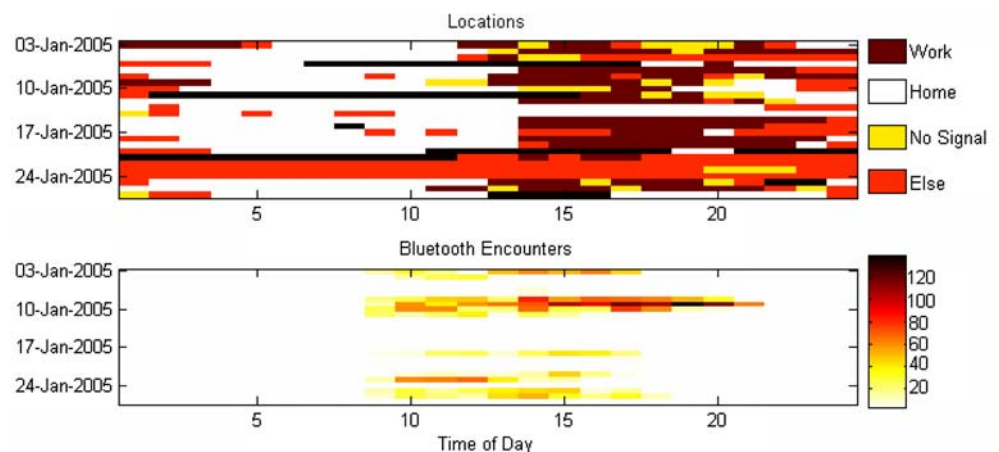 Locations
03-Jan-2005
10-Jan-2005
17-Jan-2005
24-Jan-2005
5 10 15 20
Work
Home
No Signal
Else
Bluetooth Encounters
03-Jan-2005
10-Jan-2005
17-Jan-2005
24-Jan-2005
5 10 15 20
Time of Day
120
100
80
60
40
20